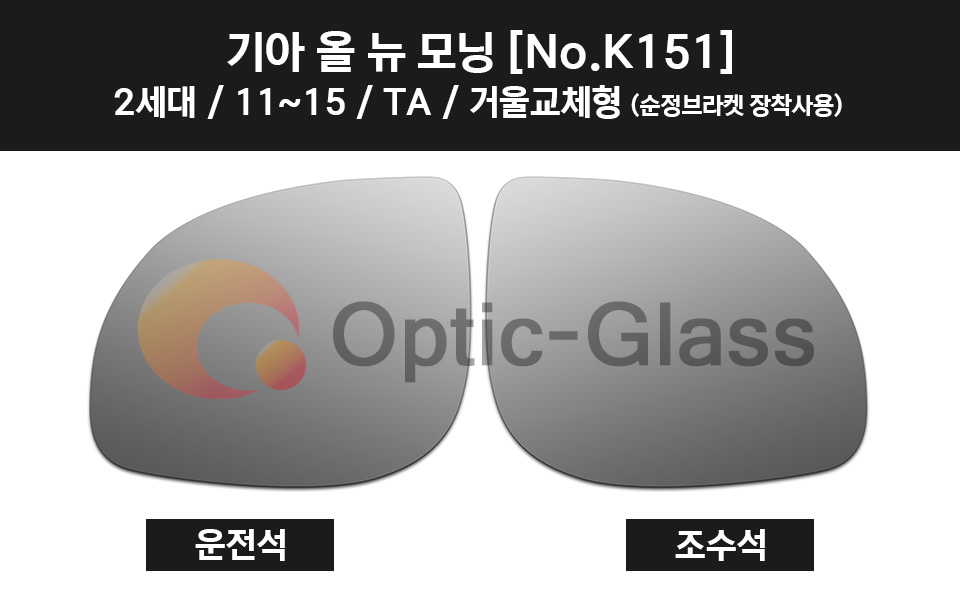 기아 올 뉴 모닝 [No.K151]
2세대 / 11~15 / TA / 거울교체형 (순정브라켓 장착사용)
Optic-Glass
운전석
조수석